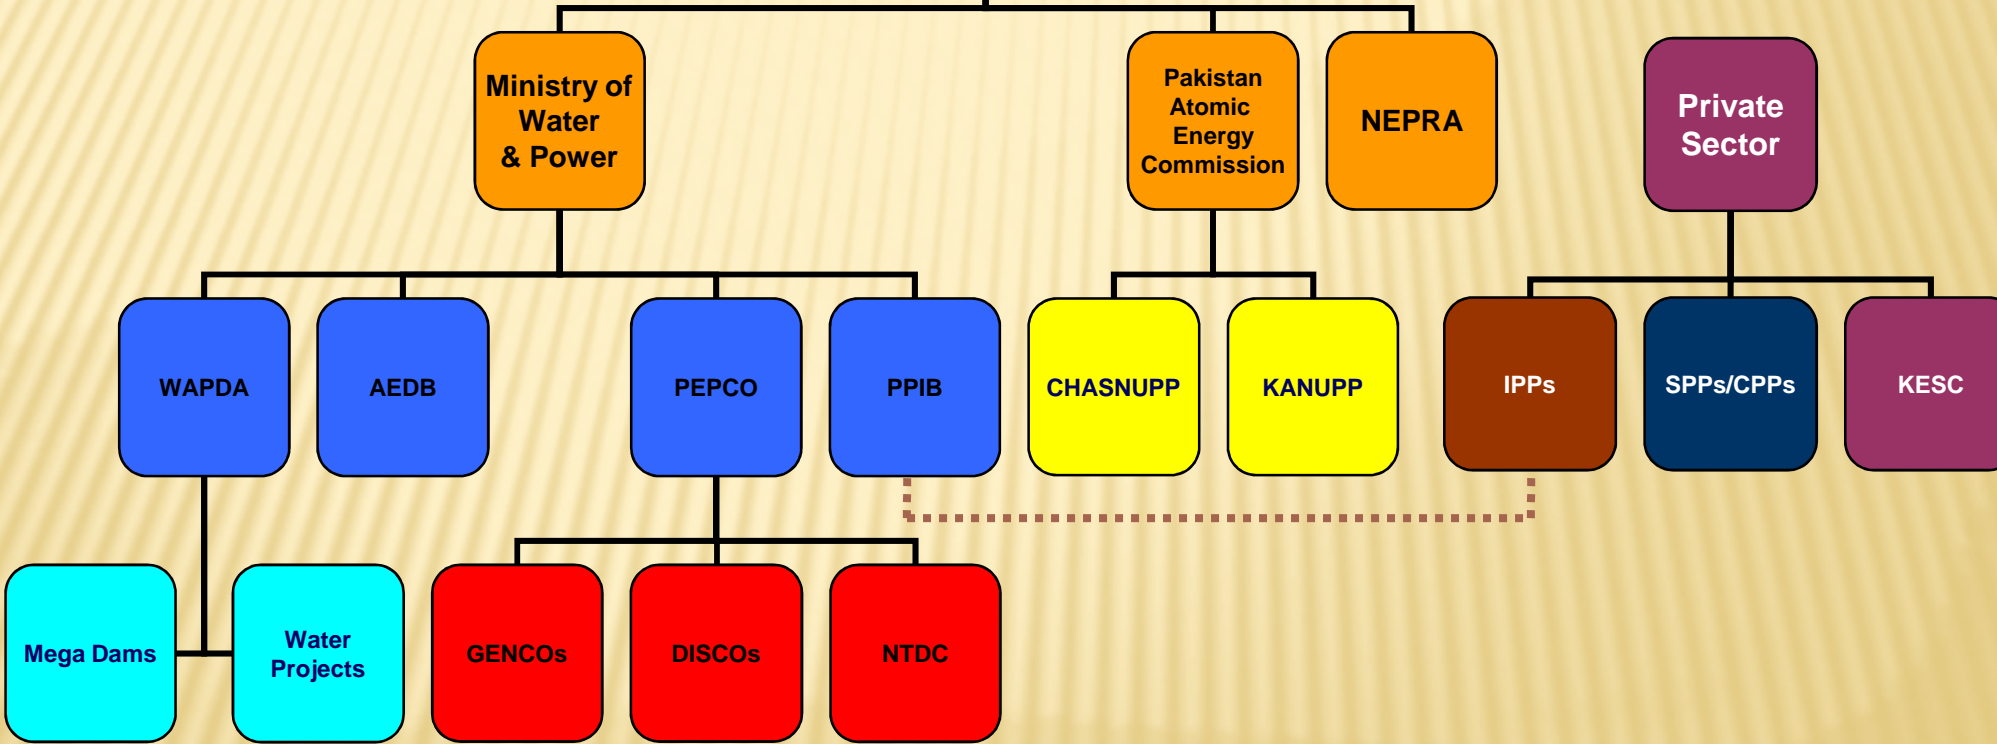 Ministry of
Water
& Power
Pakistan
Atomic
Energy
Commission
NEPRA
Private
Sector
WAPDA
AEDB
PEPCO
PPIB
CHASNUPP
KANUPP
IPPs
SPPs/CPPs
KESC
Mega Dams
Water
Projects
GENCOs
DISCOs
NTDC